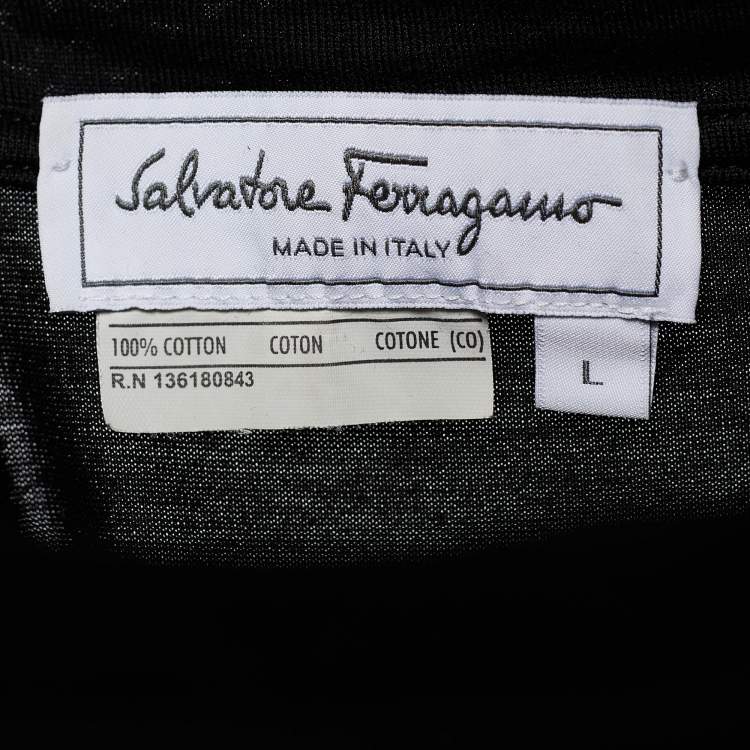 Salvatore Ferragamo
MADE IN ITALY
100% COTTON COTON COTONE (CO)
R.N 136180843
L